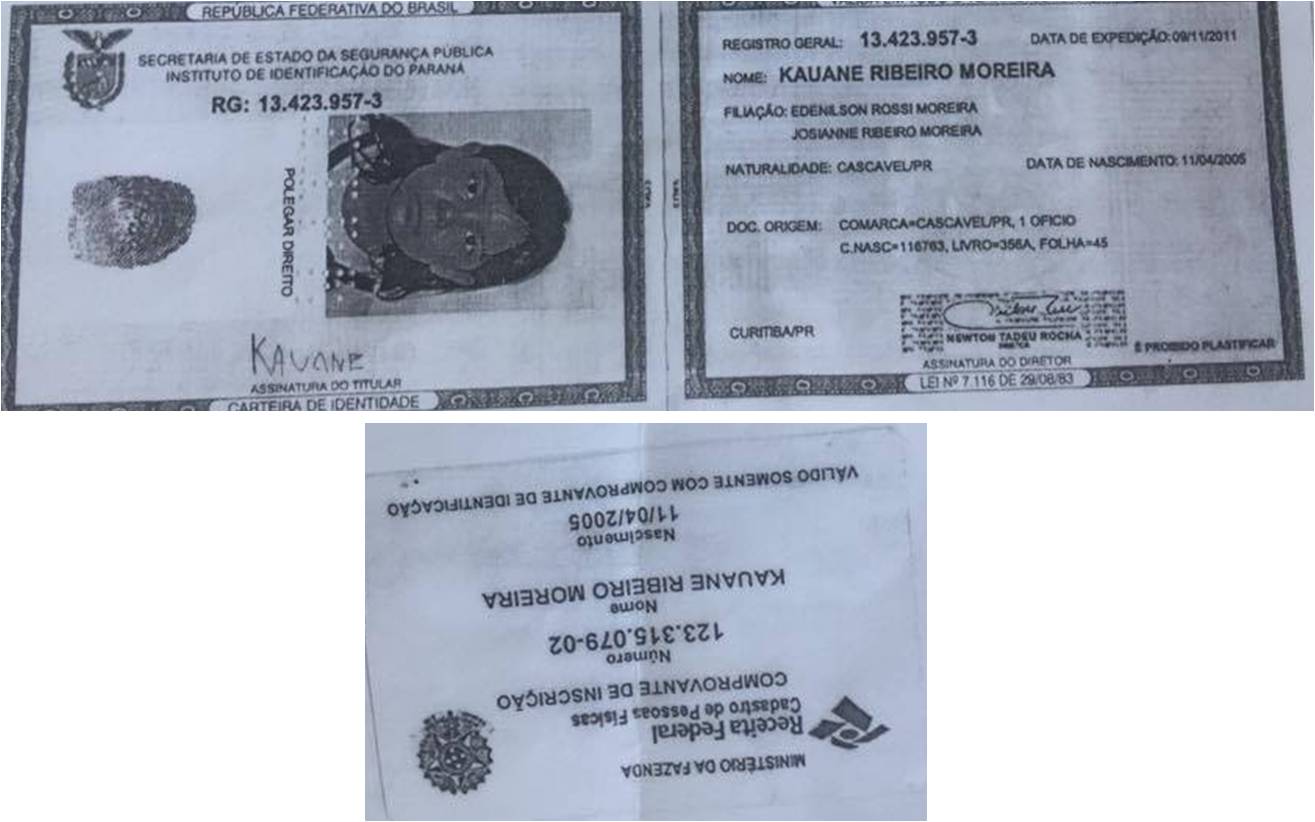 REPÚBLICA FEDERATIVA DO BRASIL
SECRETARIA DE ESTADO DA SEGURANÇA PÚBLICA
INSTITUTO DE IDENTIFICAÇÃO DO PARANÁ
RG: 13.423.957-3
POLEGAR DIREITO
KAUANE
ASSINATURA DO TITULAR
CARTEIRA DE IDENTIDADE
REGISTRO GERAL: 13.423.957-3 DATA DE EXPEDIÇÃO: 09/11/2011
NOME: KAUANE RIBEIRO MOREIRA
FILIAÇÃO: EDENILSON ROSSI MOREIRA
JOSIANNE RIBEIRO MOREIRA
NATURALIDADE: CASCAVEL/PR DATA DE NASCIMENTO: 11/04/2005
DOC. ORIGEM: COMARCA=CASCAVEL/PR, 1 OFICIO
C.NASC=116763, LIVRO=356A, FOLHA=45
CURITIBA/PR
NEWTON TADEU ROCHA
É PROIBIDO PLASTIFICAR
ASSINATURA DO DIRETOR
LEI Nº 7.116 DE 29/08/83
MINISTÉRIO DA FAZENDA
Receita Federal
Cadastro de Pessoas Físicas
COMPROVANTE DE INSCRIÇÃO
Número
123.315.079-02
Nome
KAUANE RIBEIRO MOREIRA
Nascimento
11/04/2005
VÁLIDO SOMENTE COM COMPROVANTE DE IDENTIFICAÇÃO